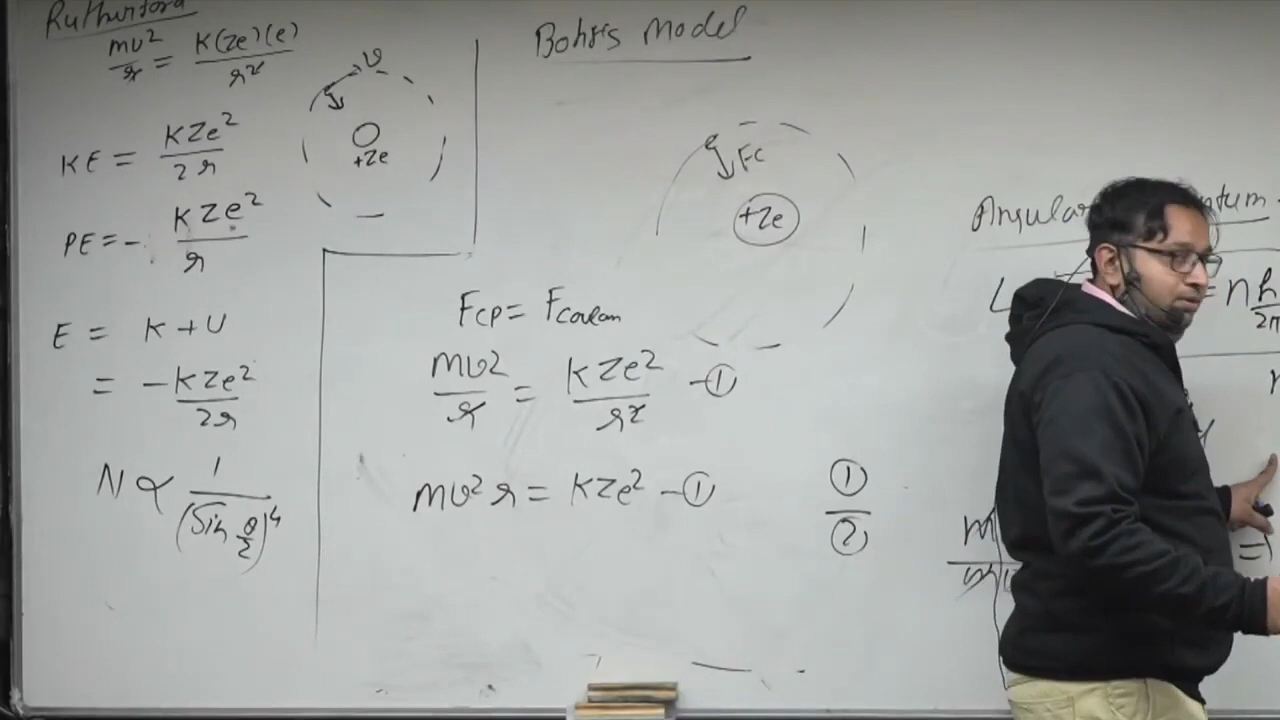 Rutherford
mv²/r = K(Ze)(e)/r²
v
+Ze
KE = KZe²/2r
PE = - KZe²/r
E = K + U
= -KZe²/2r
N ∝ 1/(Sin θ/2)⁴
Bohr's Model
Fc
+Ze
Fcp = Fcoulom
mv²/r = KZe²/r² -①
mv²r = KZe² -①
①/②
Angular
L = nh/2π